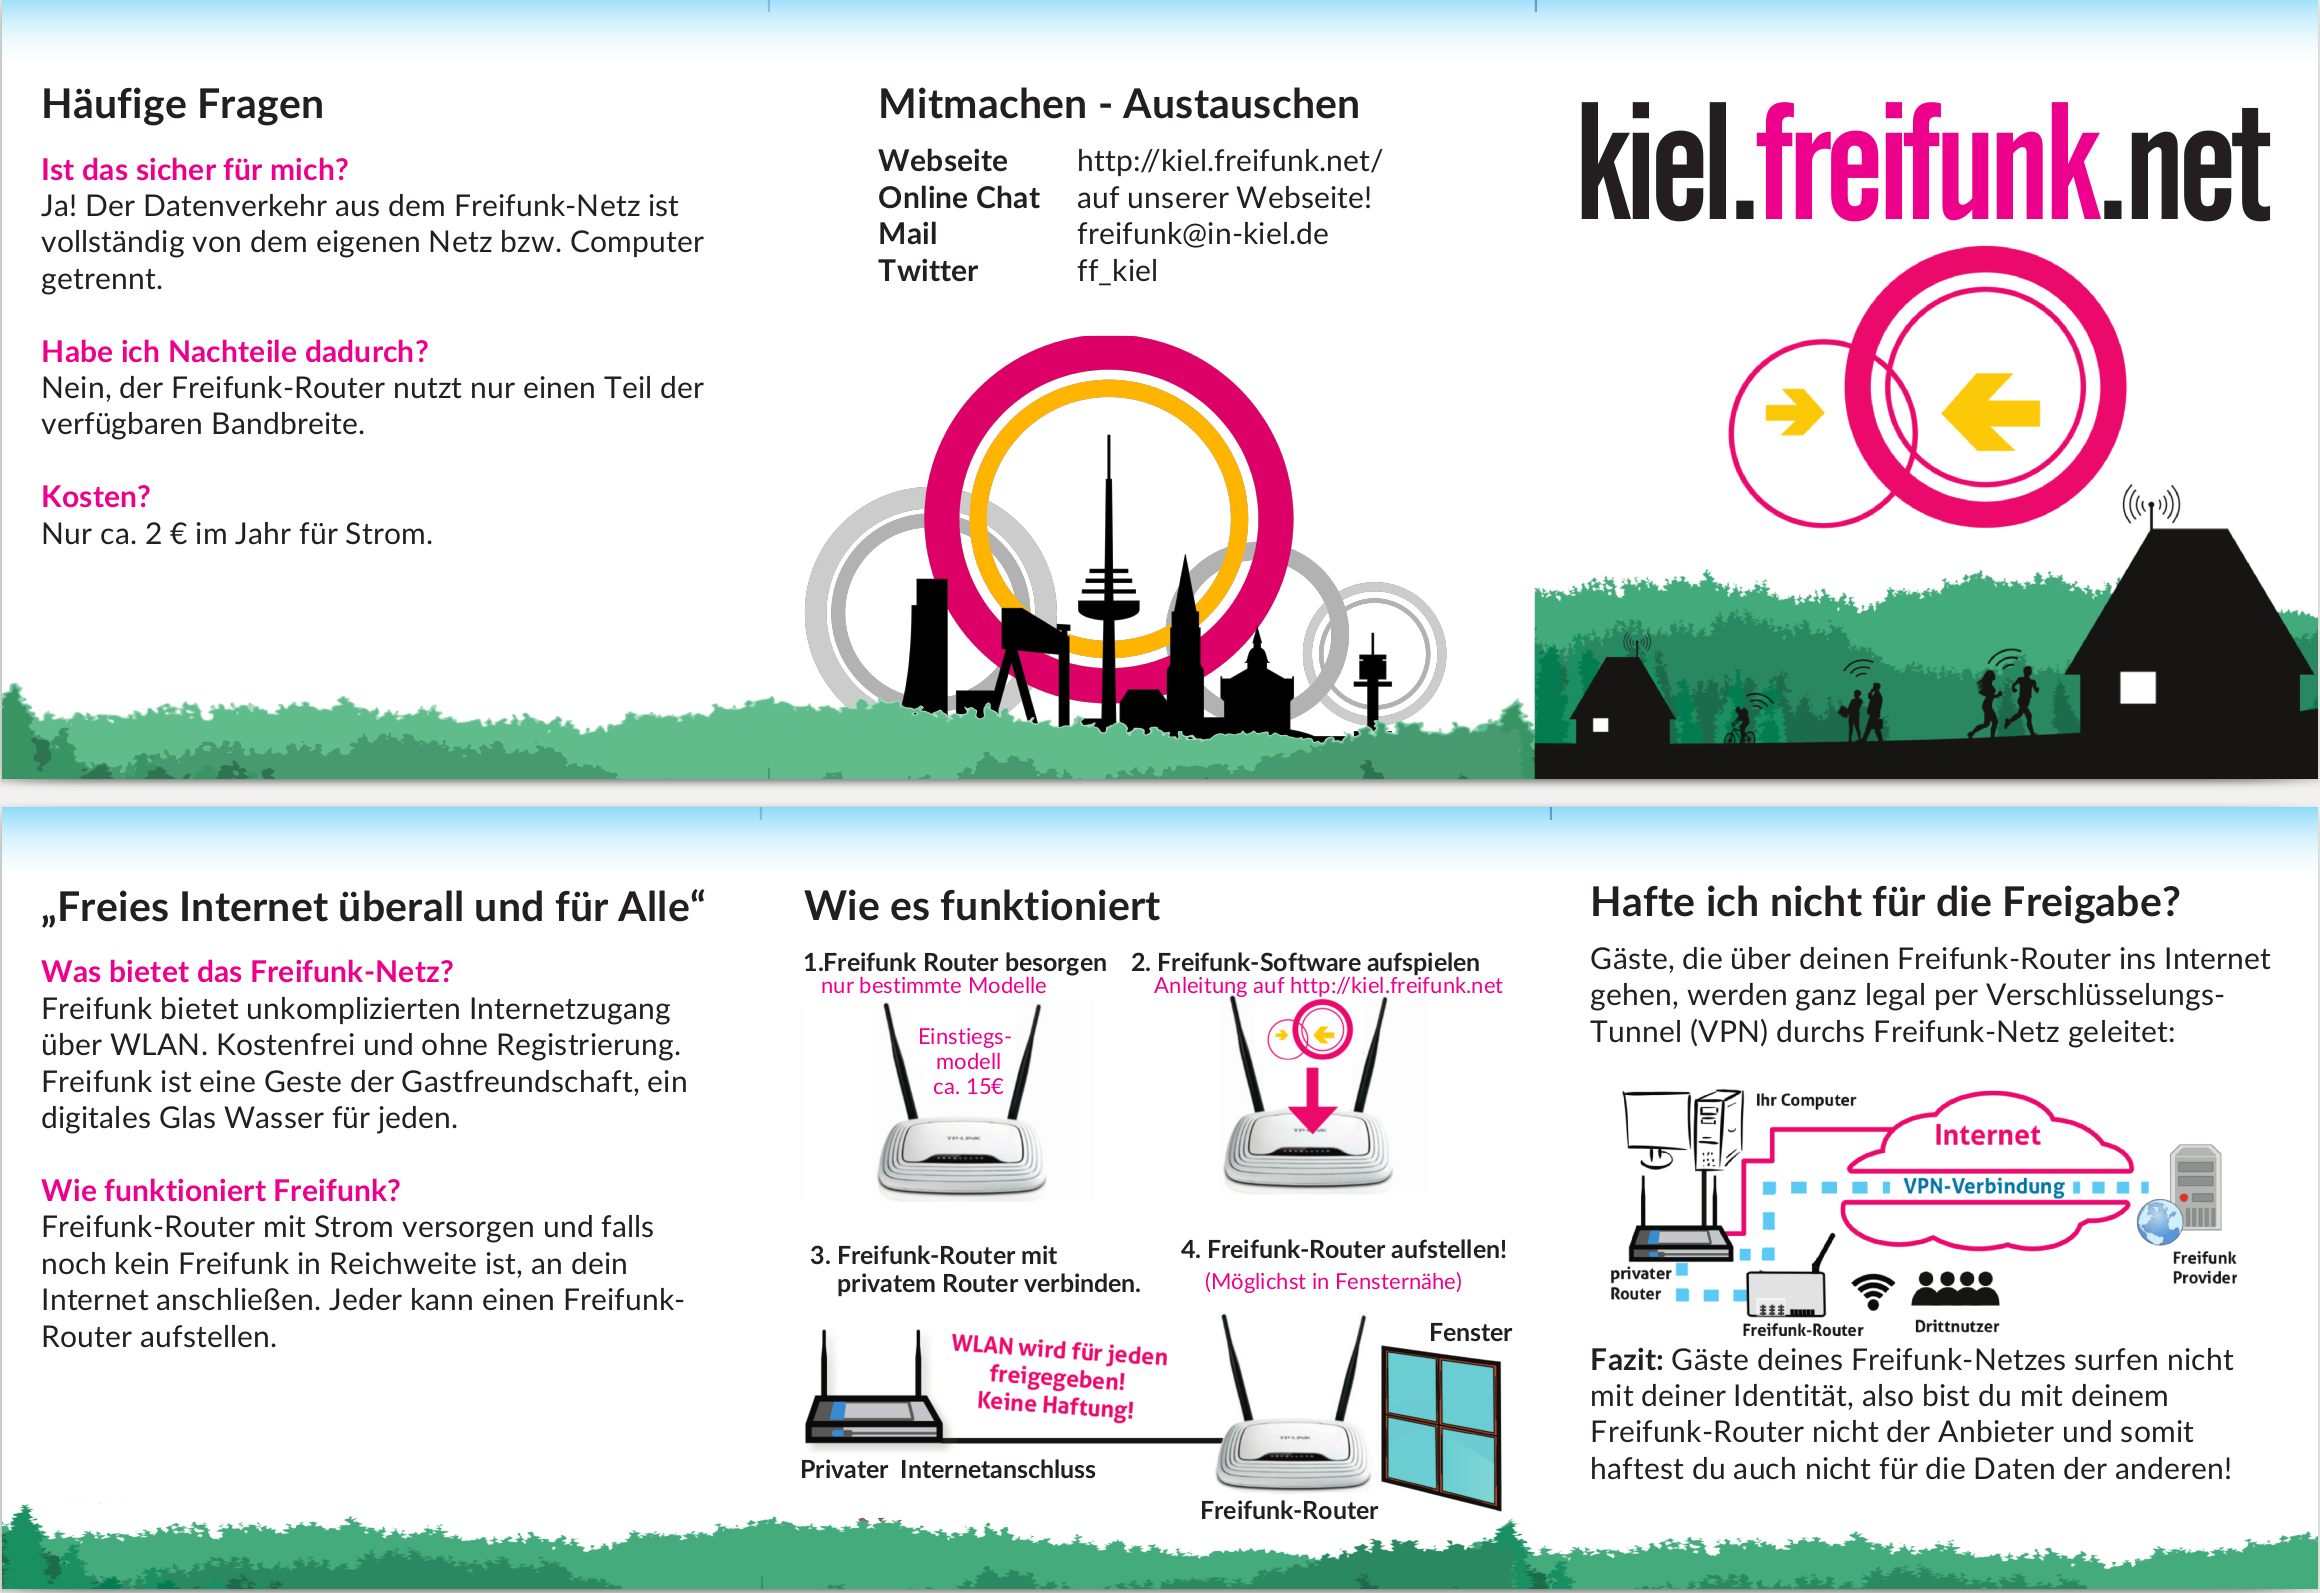 Häufige Fragen
Ist das sicher für mich?
Ja! Der Datenverkehr aus dem Freifunk-Netz ist
vollständig von dem eigenen Netz bzw. Computer
getrennt.
Habe ich Nachteile dadurch?
Nein, der Freifunk-Router nutzt nur einen Teil der
verfügbaren Bandbreite.
Kosten?
Nur ca. 2 € im Jahr für Strom.
Mitmachen - Austauschen
Webseite http://kiel.freifunk.net/
Online Chat auf unserer Webseite!
Mail freifunk@in-kiel.de
Twitter ff_kiel
kiel.freifunk.net
„Freies Internet überall und für Alle“
Was bietet das Freifunk-Netz?
Freifunk bietet unkomplizierten Internetzugang
über WLAN. Kostenfrei und ohne Registrierung.
Freifunk ist eine Geste der Gastfreundschaft, ein
digitales Glas Wasser für jeden.
Wie funktioniert Freifunk?
Freifunk-Router mit Strom versorgen und falls
noch kein Freifunk in Reichweite ist, an dein
Internet anschließen. Jeder kann einen Freifunk-
Router aufstellen.
Wie es funktioniert
1.Freifunk Router besorgen
nur bestimmte Modelle
Einstiegs-
modell
ca. 15€
TP-LINK
2. Freifunk-Software aufspielen
Anleitung auf http://kiel.freifunk.net
3. Freifunk-Router mit
privatem Router verbinden.
WLAN wird für jeden
freigegeben!
Keine Haftung!
Privater Internetanschluss
4. Freifunk-Router aufstellen!
(Möglichst in Fensternähe)
Fenster
TP-LINK
Freifunk-Router
Hafte ich nicht für die Freigabe?
Gäste, die über deinen Freifunk-Router ins Internet
gehen, werden ganz legal per Verschlüsselungs-
Tunnel (VPN) durchs Freifunk-Netz geleitet:
Ihr Computer
Internet
VPN-Verbindung
Freifunk
Provider
privater
Router
Freifunk-Router
Drittnutzer
Fazit: Gäste deines Freifunk-Netzes surfen nicht
mit deiner Identität, also bist du mit deinem
Freifunk-Router nicht der Anbieter und somit
haftest du auch nicht für die Daten der anderen!